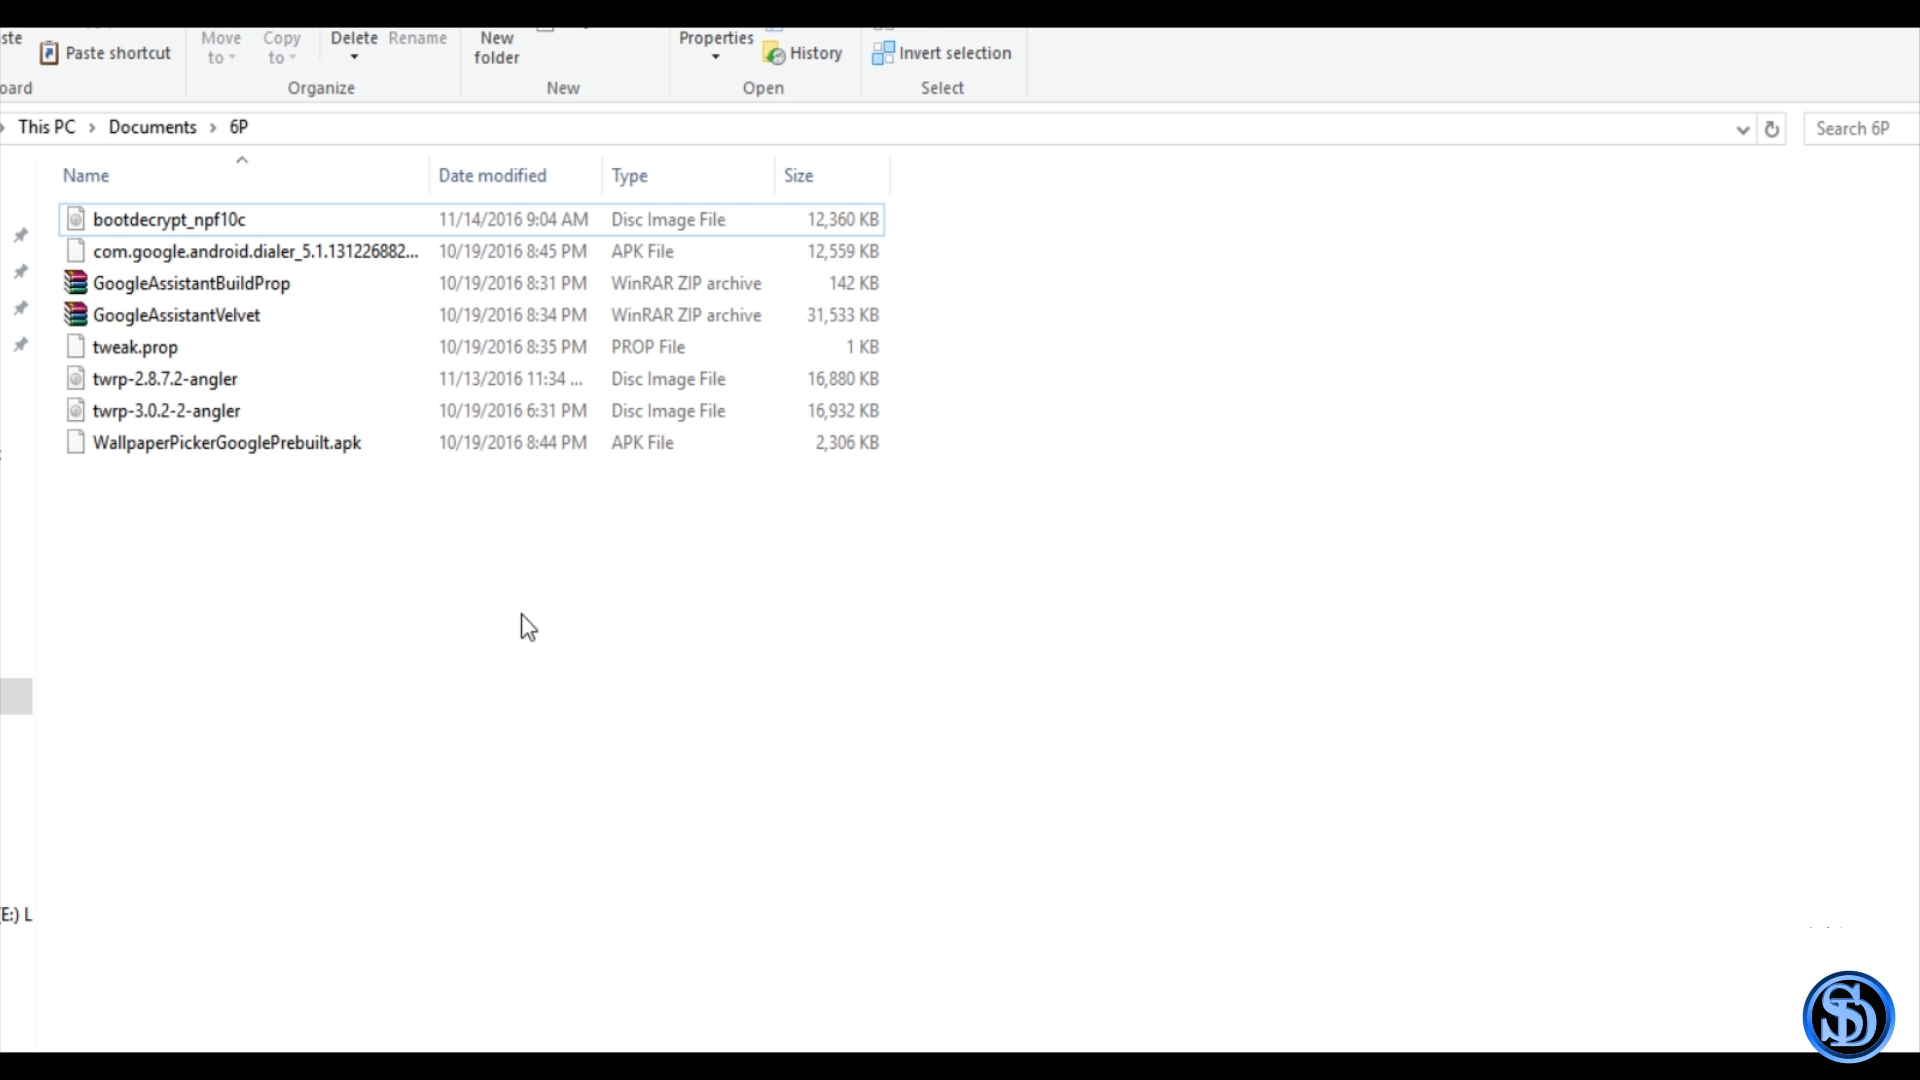 ste
Paste shortcut
Move to
Copy to
Delete
Rename
New folder
Properties
History
Invert selection
oard
Organize
New
Open
Select
This PC > Documents > 6P
Search 6P
Name Date modified Type Size
bootdecrypt_npf10c 11/14/2016 9:04 AM Disc Image File 12,360 KB
com.google.android.dialer_5.1.131226882... 10/19/2016 8:45 PM APK File 12,559 KB
GoogleAssistantBuildProp 10/19/2016 8:31 PM WinRAR ZIP archive 142 KB
GoogleAssistantVelvet 10/19/2016 8:34 PM WinRAR ZIP archive 31,533 KB
tweak.prop 10/19/2016 8:35 PM PROP File 1 KB
twrp-2.8.7.2-angler 11/13/2016 11:34 ... Disc Image File 16,880 KB
twrp-3.0.2-2-angler 10/19/2016 6:31 PM Disc Image File 16,932 KB
WallpaperPickerGooglePrebuilt.apk 10/19/2016 8:44 PM APK File 2,306 KB
E:) L
SD